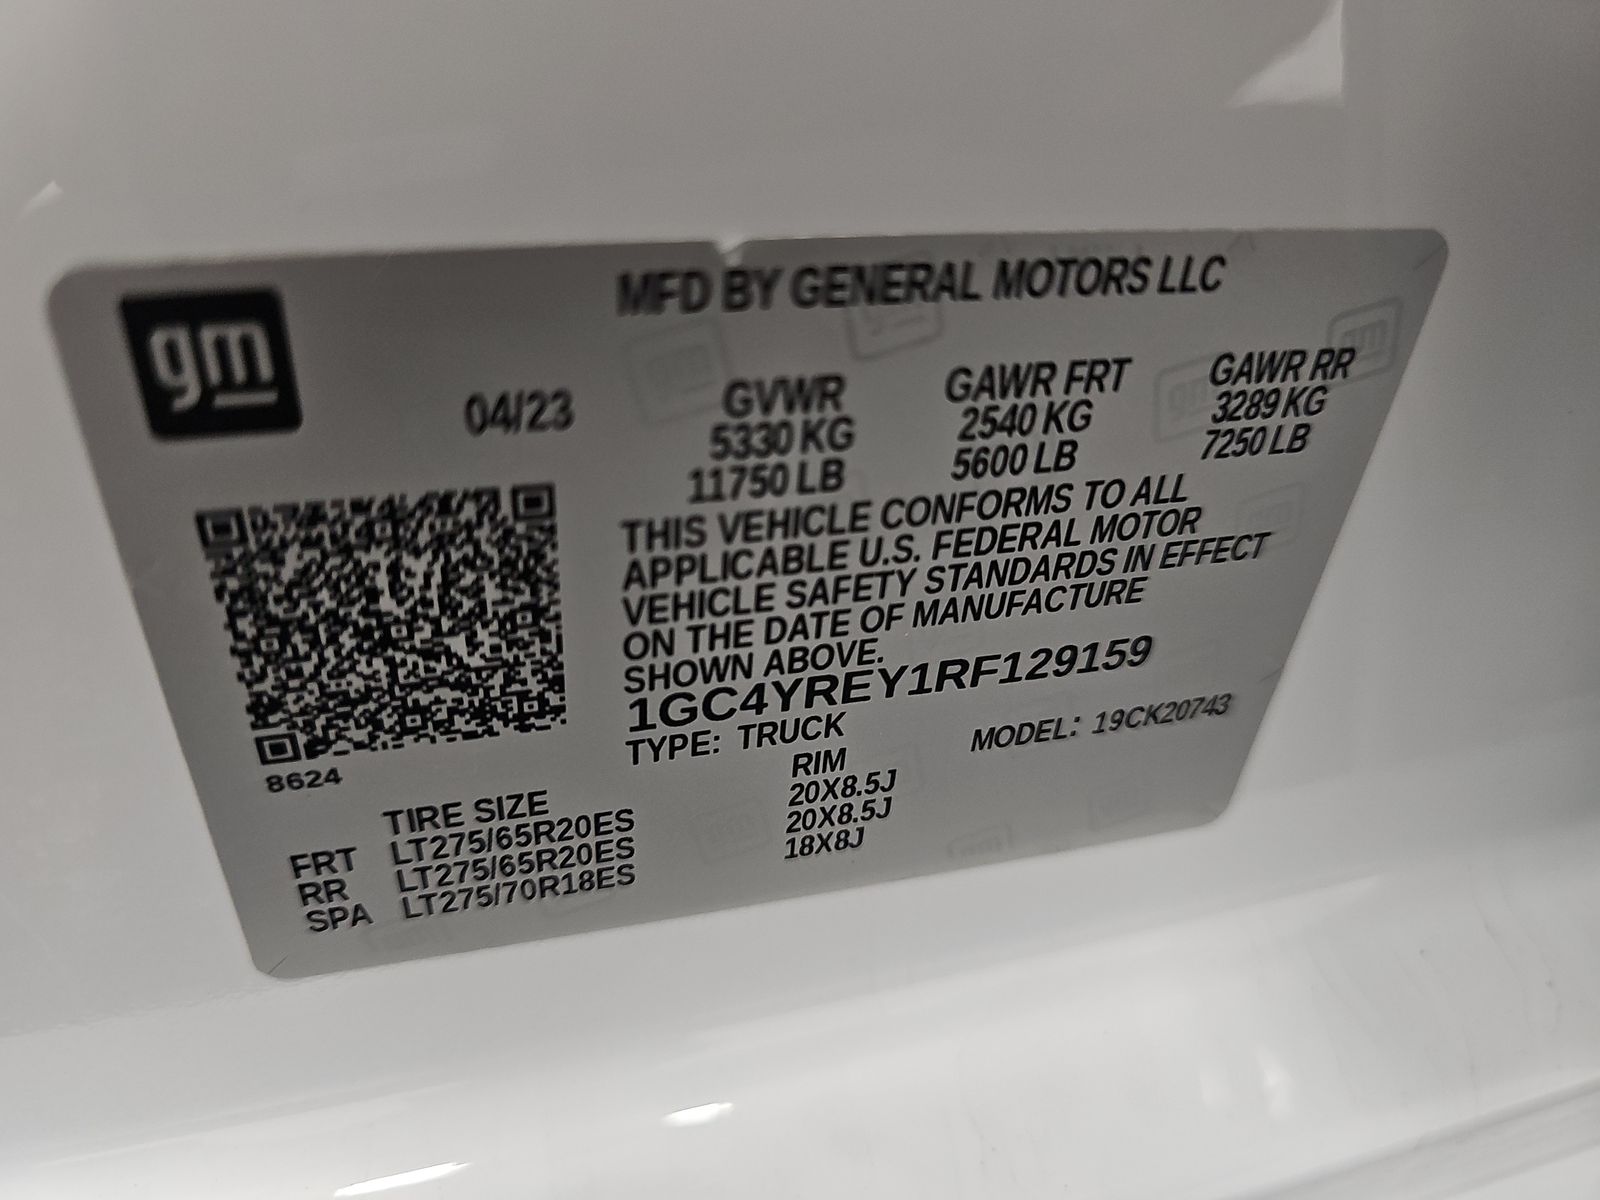 gm
MFD BY GENERAL MOTORS LLC
04/23
GVWR GAWR FRT GAWR RR
5330 KG 2540 KG 3289 KG
11750 LB 5600 LB 7250 LB
THIS VEHICLE CONFORMS TO ALL
APPLICABLE U.S. FEDERAL MOTOR
VEHICLE SAFETY STANDARDS IN EFFECT
ON THE DATE OF MANUFACTURE
SHOWN ABOVE.
1GC4YREY1RF129159
TYPE: TRUCK MODEL: 19CK20743
8624
TIRE SIZE RIM
FRT LT275/65R20ES 20X8.5J
RR LT275/65R20ES 20X8.5J
SPA LT275/70R18ES 18X8J